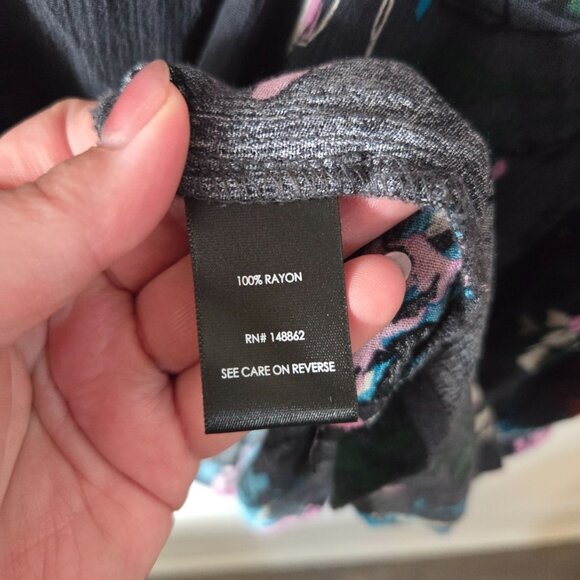 100% RAYON
RN# 148862
SEE CARE ON REVERSE